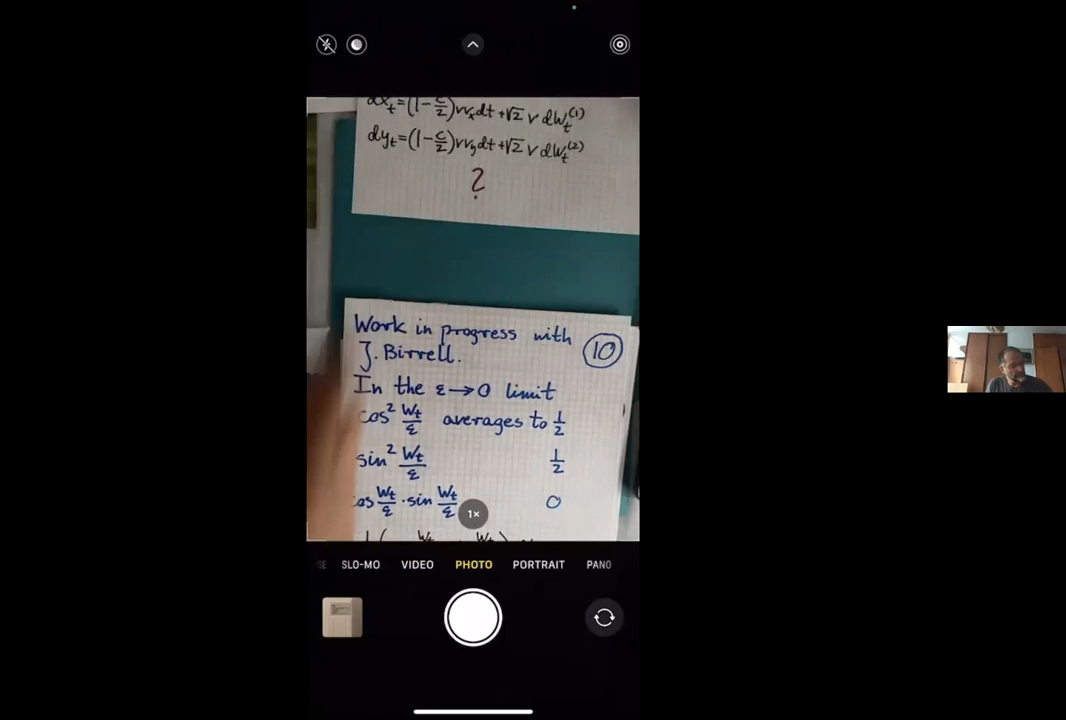 dx_t = (1 - c/2) v v_x dt + √2 v dW_t^(1)
dy_t = (1 - c/2) v v_y dt + √2 v dW_t^(2)
?
Work in progress with
J. Birrell.
10
In the ε → 0 limit
cos² W_t/ε averages to 1/2
sin² W_t/ε 1/2
cos W_t/ε · sin W_t/ε 0
1×
SLO-MO VIDEO PHOTO PORTRAIT PANO